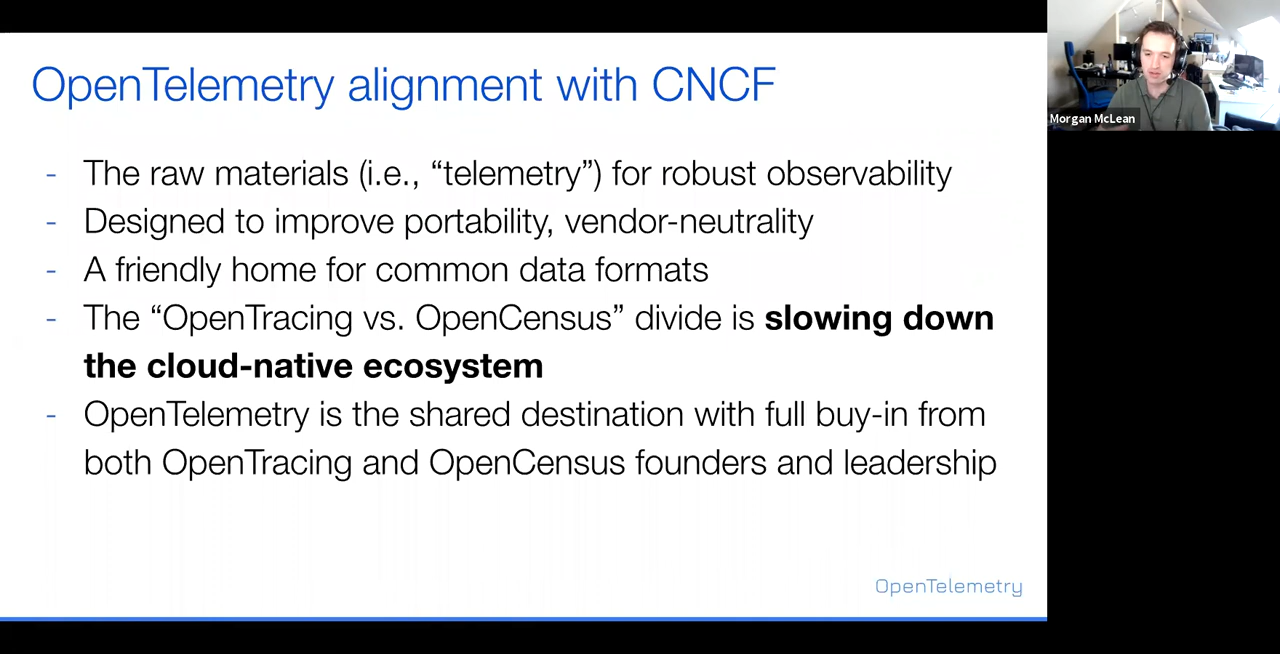 OpenTelemetry alignment with CNCF
Morgan McLean
- The raw materials (i.e., “telemetry”) for robust observability
- Designed to improve portability, vendor-neutrality
- A friendly home for common data formats
- The “OpenTracing vs. OpenCensus” divide is slowing down
the cloud-native ecosystem
- OpenTelemetry is the shared destination with full buy-in from
both OpenTracing and OpenCensus founders and leadership
OpenTelemetry